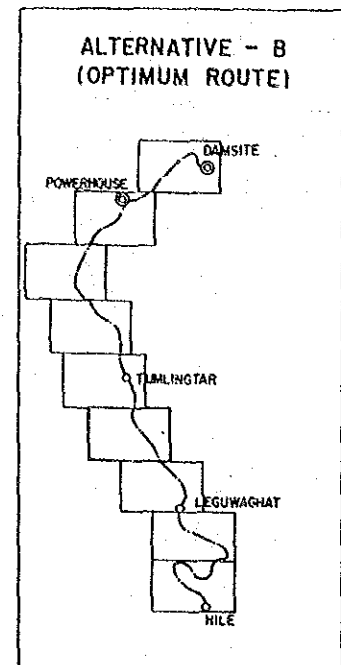 ALTERNATIVE - B
(OPTIMUM ROUTE)
DAMSITE
POWERHOUSE
TUMLINGTAR
LEGUWAGHAT
HILE